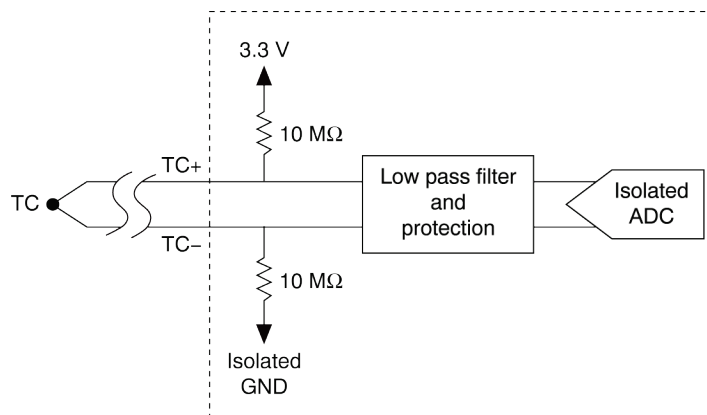 3.3 V
10 MΩ
TC+
TC
TC−
Low pass filter
and
protection
Isolated
ADC
10 MΩ
Isolated
GND